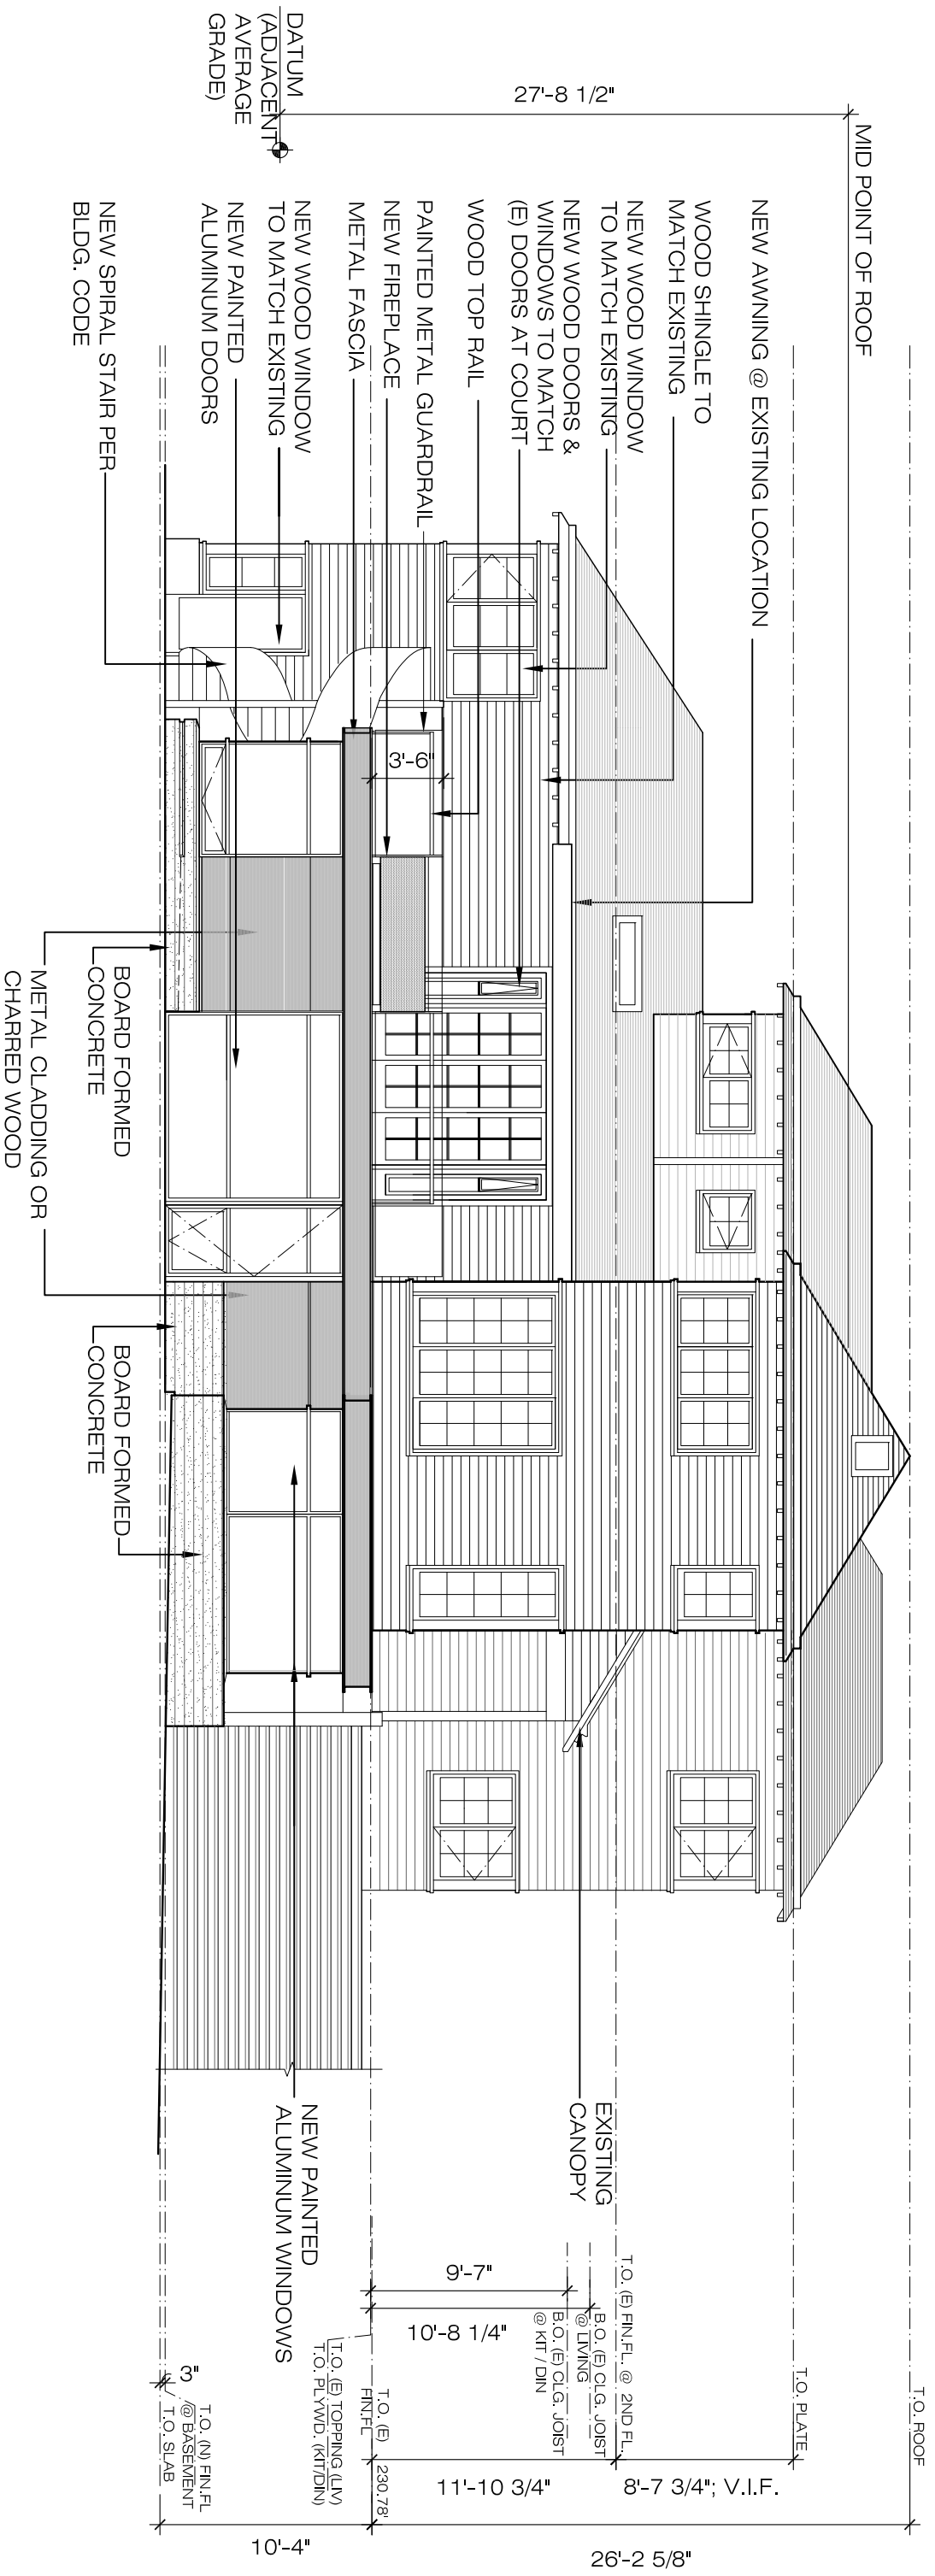 27'-8 1/2"
MID POINT OF ROOF
DATUM
(ADJACENT
AVERAGE
GRADE)
NEW AWNING @ EXISTING LOCATION
WOOD SHINGLE TO
MATCH EXISTING
NEW WOOD WINDOW
TO MATCH EXISTING
NEW WOOD DOORS &
WINDOWS TO MATCH
(E) DOORS AT COURT
WOOD TOP RAIL
PAINTED METAL GUARDRAIL
NEW FIREPLACE
METAL FASCIA
NEW WOOD WINDOW
TO MATCH EXISTING
NEW PAINTED
ALUMINUM DOORS
NEW SPIRAL STAIR PER
BLDG. CODE
3'-6"
BOARD FORMED
CONCRETE
METAL CLADDING OR
CHARRED WOOD
BOARD FORMED
CONCRETE
EXISTING
CANOPY
NEW PAINTED
ALUMINUM WINDOWS
T.O. ROOF
T.O. PLATE
T.O. (E) FIN.FL. @ 2ND FL.
B.O. (E) CLG. JOIST
@ LIVING
B.O. (E) CLG. JOIST
@ KIT / DIN
9'-7"
10'-8 1/4"
T.O. (E)
FIN.FL
230.78'
T.O. (E) TOPPING (LIV)
T.O. PLYWD. (KIT/DIN)
3"
T.O. (N) FIN.FL
@ BASEMENT
T.O. SLAB
8'-7 3/4"; V.I.F.
11'-10 3/4"
26'-2 5/8"
10'-4"